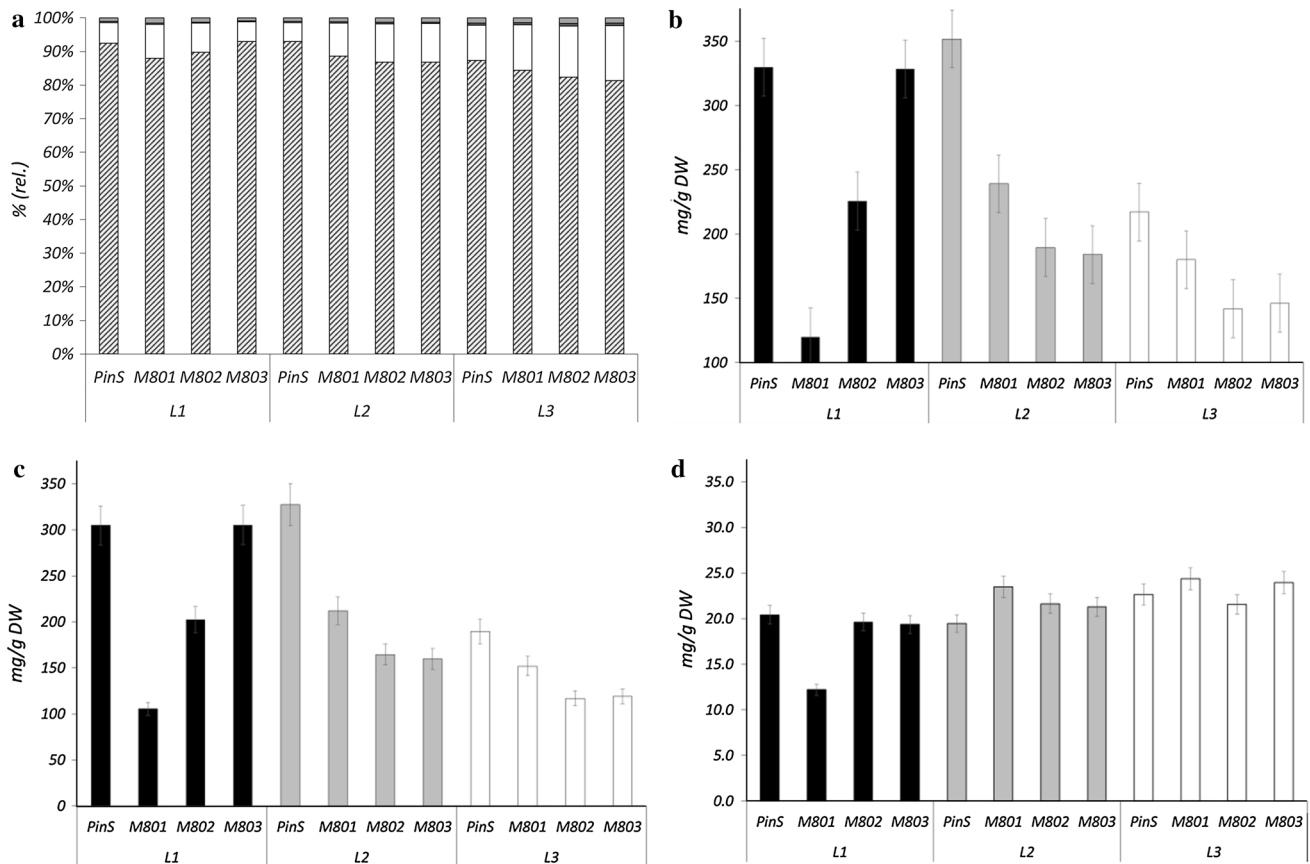 a
100%
90%
80%
70%
60%
50%
40%
30%
20%
10%
0%
% (rel.)
PinS M801 M802 M803 PinS M801 M802 M803 PinS M801 M802 M803
L1 L2 L3
b
350
300
250
200
150
100
mg/g DW
PinS M801 M802 M803 PinS M801 M802 M803 PinS M801 M802 M803
L1 L2 L3
c
350
300
250
200
150
100
50
0
mg/g DW
PinS M801 M802 M803 PinS M801 M802 M803 PinS M801 M802 M803
L1 L2 L3
d
35.0
30.0
25.0
20.0
15.0
10.0
5.0
0.0
mg/g DW
PinS M801 M802 M803 PinS M801 M802 M803 PinS M801 M802 M803
L1 L2 L3